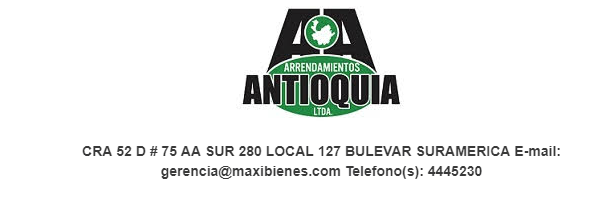 AA
ARRENDAMIENTOS
ANTIOQUIA
LTDA.
CRA 52 D # 75 AA SUR 280 LOCAL 127 BULEVAR SURAMERICA E-mail:
gerencia@maxibienes.com Telefono(s): 4445230